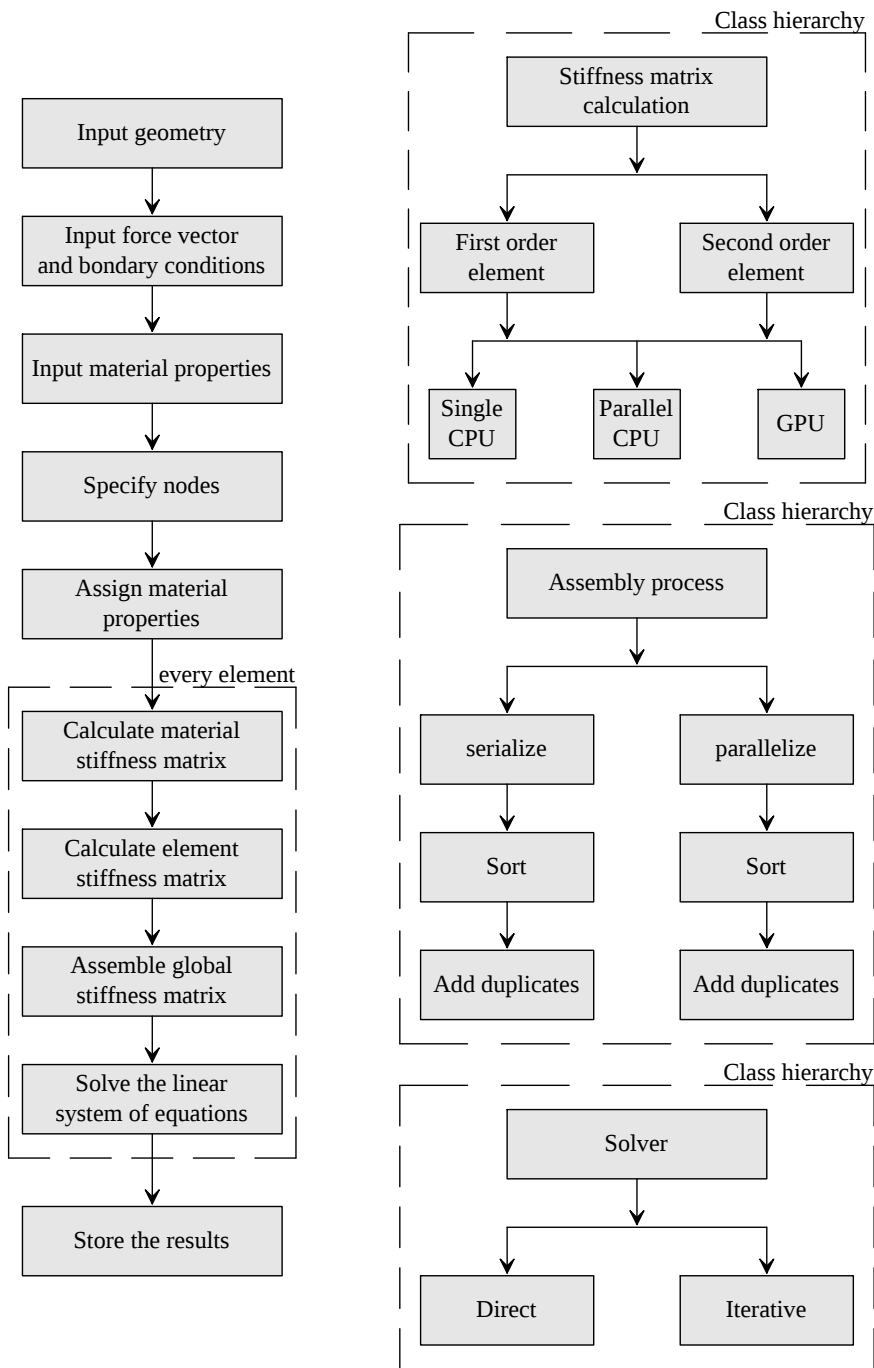 Input geometry
Input force vector
and bondary conditions
Input material properties
Specify nodes
Assign material
properties
every element
Calculate material
stiffness matrix
Calculate element
stiffness matrix
Assemble global
stiffness matrix
Solve the linear
system of equations
Store the results
Class hierarchy
Stiffness matrix
calculation
First order
element
Second order
element
Single
CPU
Parallel
CPU
GPU
Class hierarchy
Assembly process
serialize
parallelize
Sort
Sort
Add duplicates
Add duplicates
Class hierarchy
Solver
Direct
Iterative